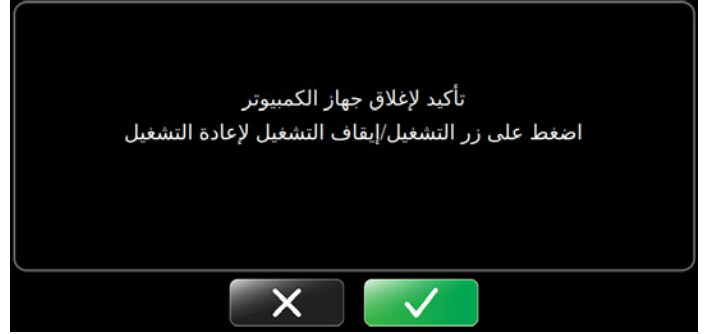 تأكيد لإغلاق جهاز الكمبيوتر
اضغط على زر التشغيل/إيقاف التشغيل لإعادة التشغيل